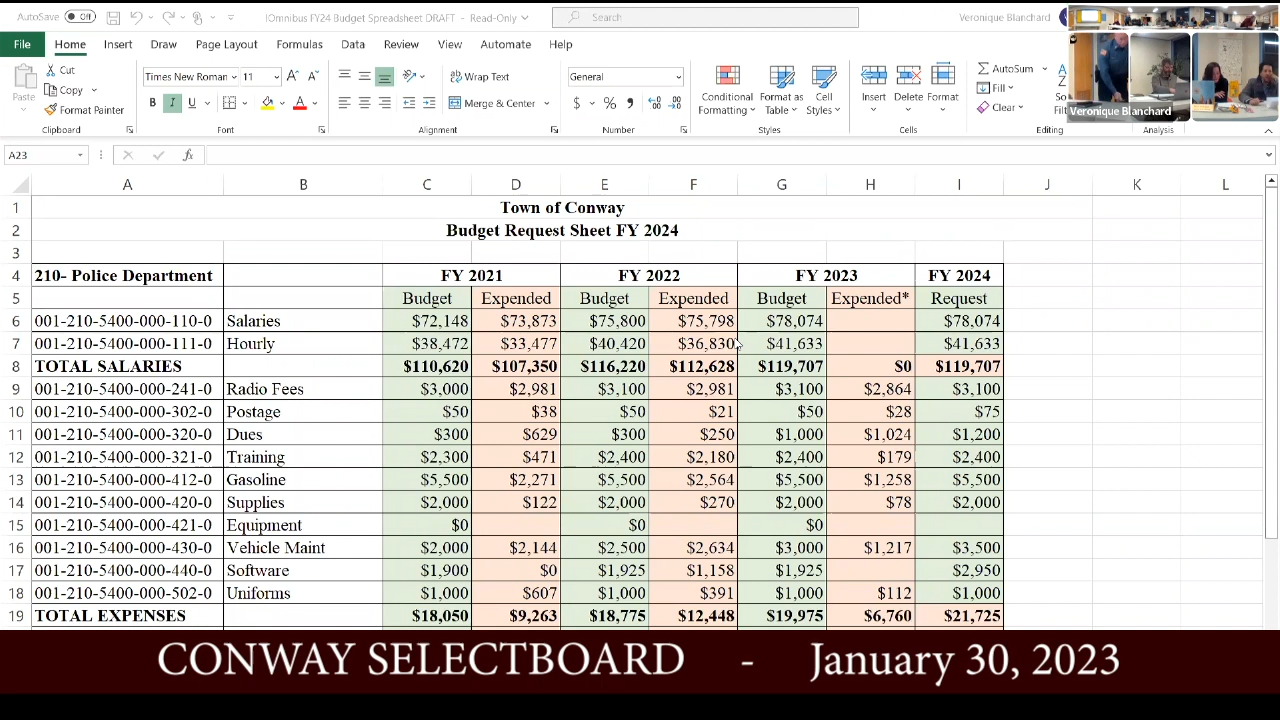 AutoSave Off IOmnibus FY24 Budget Spreadsheet DRAFT - Read-Only Search Veronique Blanchard
File Home Insert Draw Page Layout Formulas Data Review View Automate Help
Paste Cut Copy Format Painter Clipboard
Times New Roman 11 B I U A Font
Wrap Text Merge & Center Alignment
General $ % Number
Conditional Formatting Format as Table Cell Styles Styles
Insert Delete Format Cells
AutoSum Fill Clear Editing
Analysis
Veronique Blanchard
A23 fx
A B C D E F G H I J K L
1 Town of Conway
2 Budget Request Sheet FY 2024
3
4 210- Police Department FY 2021 FY 2022 FY 2023 FY 2024
5 Budget Expended Budget Expended Budget Expended* Request
6 001-210-5400-000-110-0 Salaries $72,148 $73,873 $75,800 $75,798 $78,074 $78,074
7 001-210-5400-000-111-0 Hourly $38,472 $33,477 $40,420 $36,830 $41,633 $41,633
8 TOTAL SALARIES $110,620 $107,350 $116,220 $112,628 $119,707 $0 $119,707
9 001-210-5400-000-241-0 Radio Fees $3,000 $2,981 $3,100 $2,981 $3,100 $2,864 $3,100
10 001-210-5400-000-302-0 Postage $50 $38 $50 $21 $50 $28 $75
11 001-210-5400-000-320-0 Dues $300 $629 $300 $250 $1,000 $1,024 $1,200
12 001-210-5400-000-321-0 Training $2,300 $471 $2,400 $2,180 $2,400 $179 $2,400
13 001-210-5400-000-412-0 Gasoline $5,500 $2,271 $5,500 $2,564 $5,500 $1,258 $5,500
14 001-210-5400-000-420-0 Supplies $2,000 $122 $2,000 $270 $2,000 $78 $2,000
15 001-210-5400-000-421-0 Equipment $0 $0 $0
16 001-210-5400-000-430-0 Vehicle Maint $2,000 $2,144 $2,500 $2,634 $3,000 $1,217 $3,500
17 001-210-5400-000-440-0 Software $1,900 $0 $1,925 $1,158 $1,925 $2,950
18 001-210-5400-000-502-0 Uniforms $1,000 $607 $1,000 $391 $1,000 $112 $1,000
19 TOTAL EXPENSES $18,050 $9,263 $18,775 $12,448 $19,975 $6,760 $21,725
CONWAY SELECTBOARD - January 30, 2023